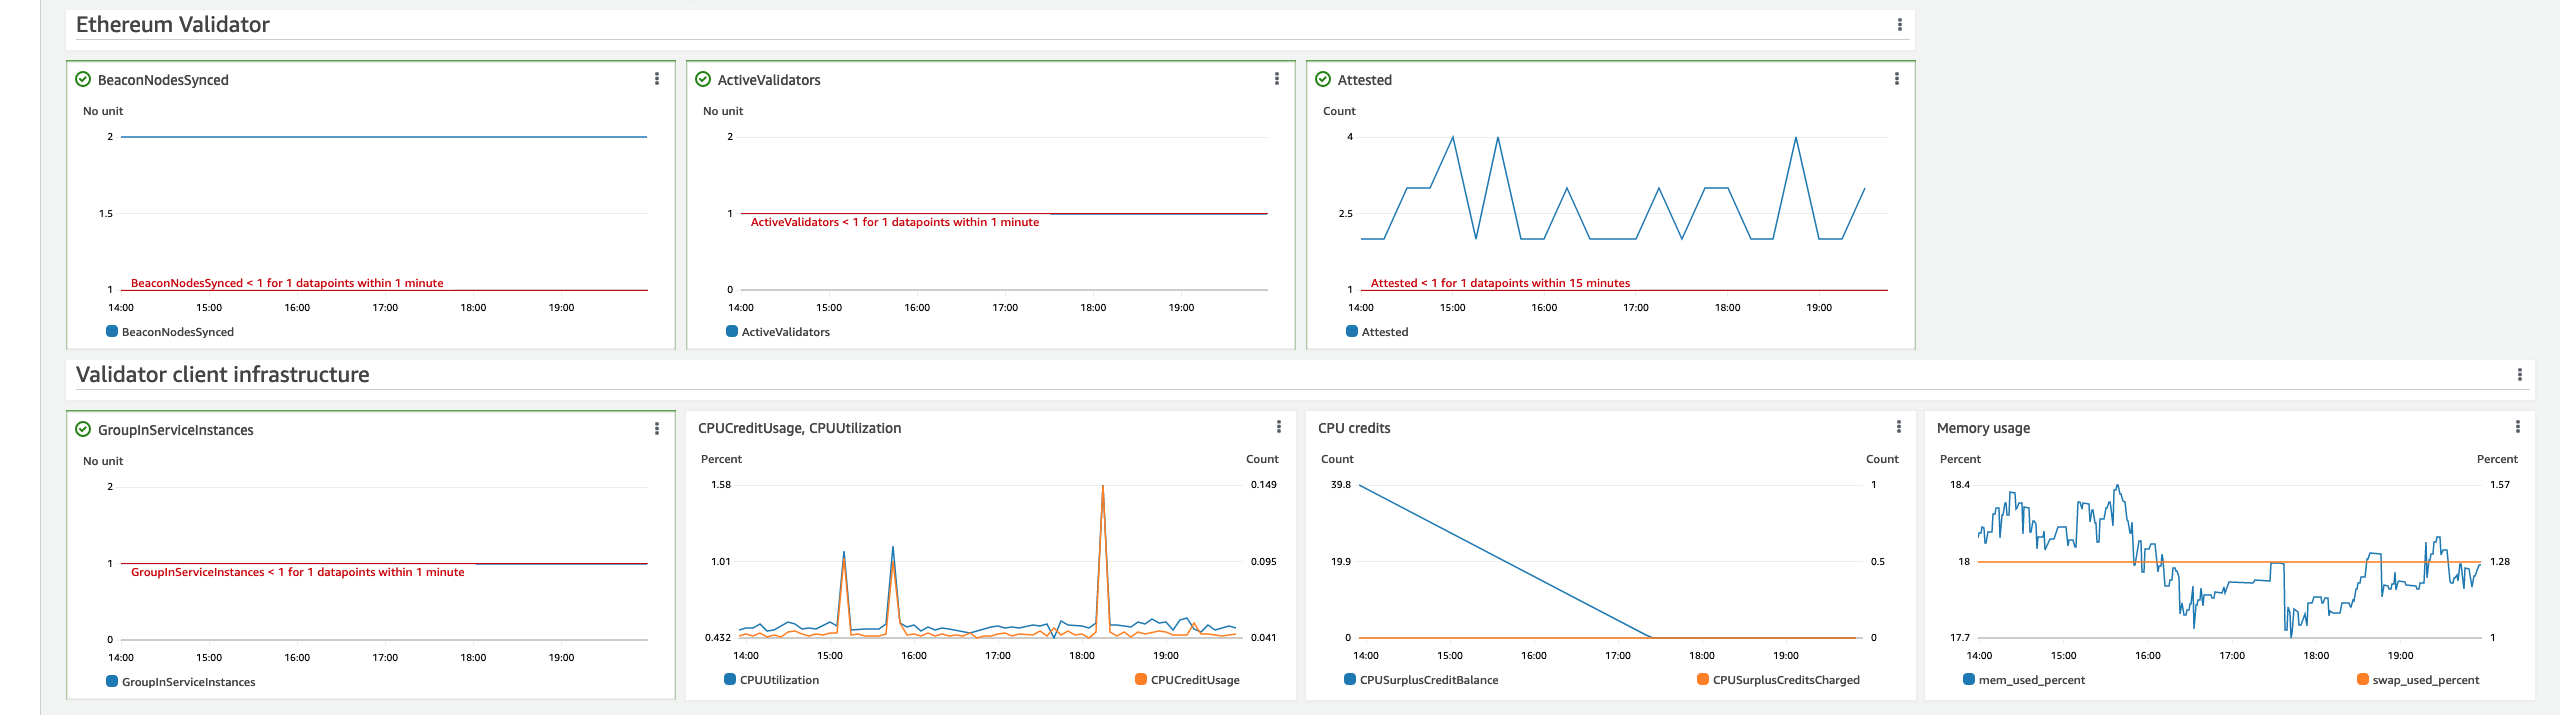 Ethereum Validator
BeaconNodesSynced
No unit
2
1.5
1
BeaconNodesSynced < 1 for 1 datapoints within 1 minute
14:00 15:00 16:00 17:00 18:00 19:00
BeaconNodesSynced
ActiveValidators
No unit
2
1
0
ActiveValidators < 1 for 1 datapoints within 1 minute
14:00 15:00 16:00 17:00 18:00 19:00
ActiveValidators
Attested
Count
4
2.5
1
Attested < 1 for 1 datapoints within 15 minutes
14:00 15:00 16:00 17:00 18:00 19:00
Attested
Validator client infrastructure
GroupInServiceInstances
No unit
2
1
0
GroupInServiceInstances < 1 for 1 datapoints within 1 minute
14:00 15:00 16:00 17:00 18:00 19:00
GroupInServiceInstances
CPUCreditUsage, CPUUtilization
Percent Count
1.58 0.149
1.01 0.095
0.432 0.041
14:00 15:00 16:00 17:00 18:00 19:00
CPUUtilization CPUCreditUsage
CPU credits
Count Count
39.8 1
19.9 0.5
0 0
14:00 15:00 16:00 17:00 18:00 19:00
CPUSurplusCreditBalance CPUSurplusCreditsCharged
Memory usage
Percent Percent
18.4 1.57
18 1.28
17.7 1
14:00 15:00 16:00 17:00 18:00 19:00
mem_used_percent swap_used_percent